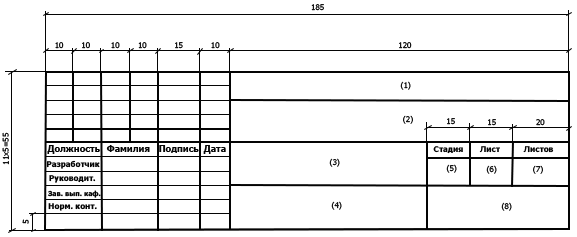 185
10 10 10 10 15 10 120
(1)
(2)
15 15 20
11x5=55
Должность Фамилия Подпись Дата
(3)
Стадия Лист Листов
Разработчик
(5) (6) (7)
Руководит.
Зав. вып. каф.
Норм. конт.
(4)
(8)
5